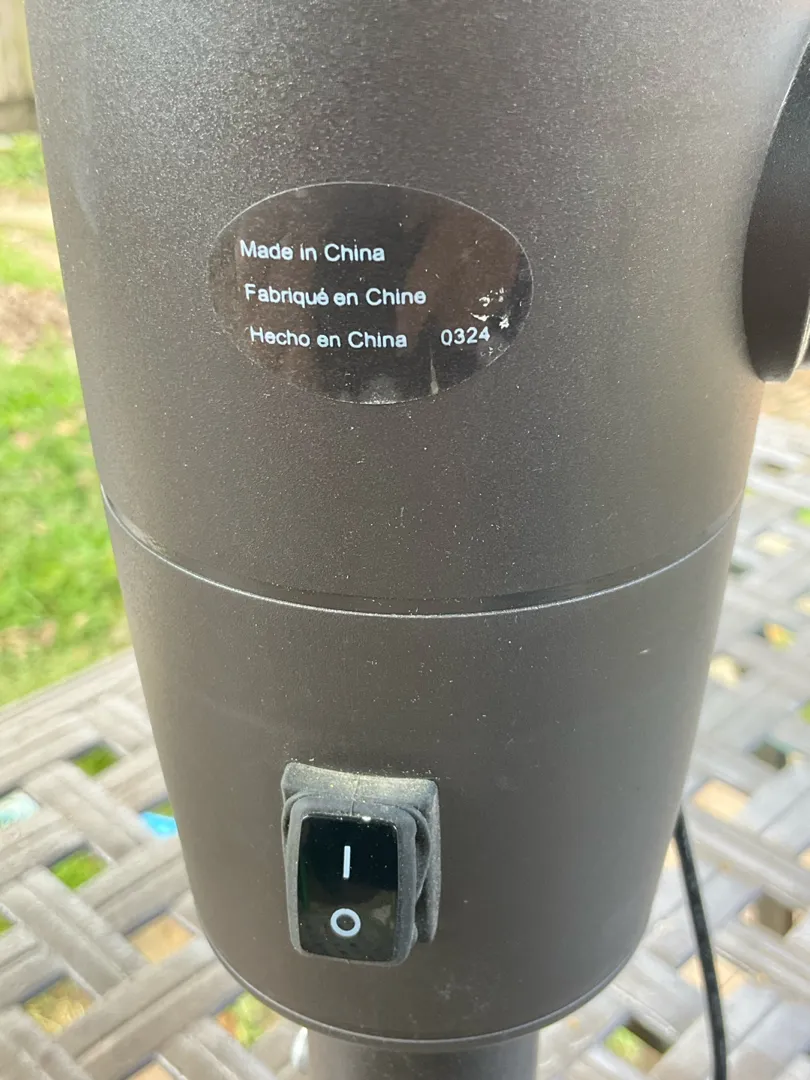 Made in China
Fabriqué en Chine
Hecho en China 0324
I
O